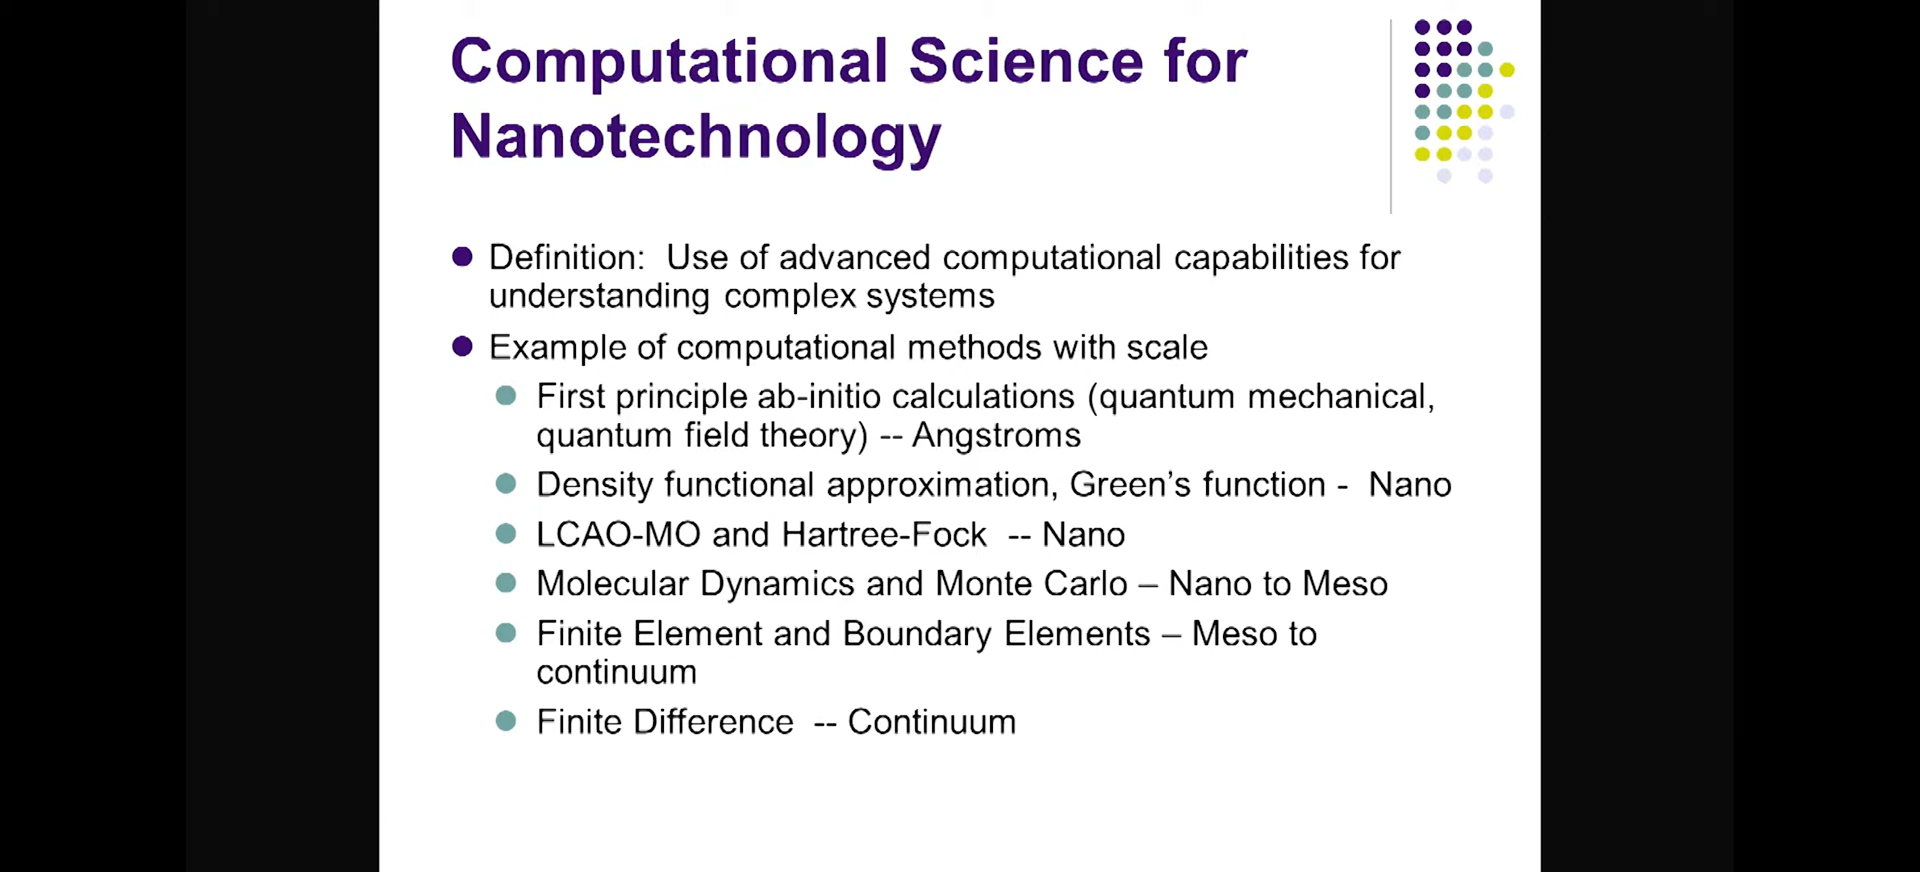 Computational Science for
Nanotechnology
Definition:  Use of advanced computational capabilities for
understanding complex systems
Example of computational methods with scale
First principle ab-initio calculations (quantum mechanical,
quantum field theory) -- Angstroms
Density functional approximation, Green’s function -  Nano
LCAO-MO and Hartree-Fock  -- Nano
Molecular Dynamics and Monte Carlo – Nano to Meso
Finite Element and Boundary Elements – Meso to
continuum
Finite Difference  -- Continuum